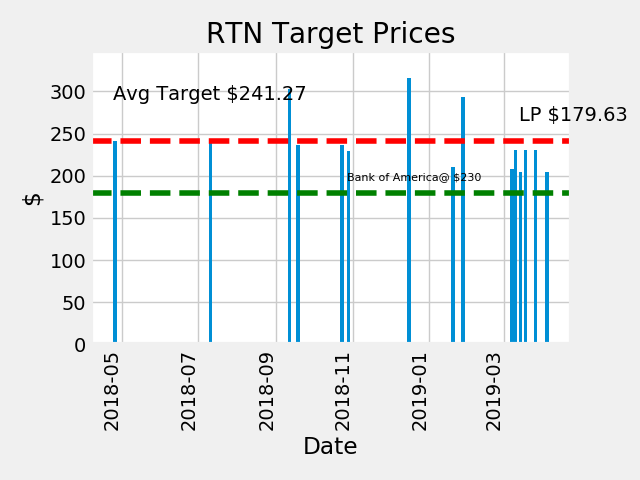 RTN Target Prices
Avg Target $241.27
LP $179.63
Bank of America@ $230
$
300
250
200
150
100
50
0
2018-05
2018-07
2018-09
2018-11
2019-01
2019-03
Date